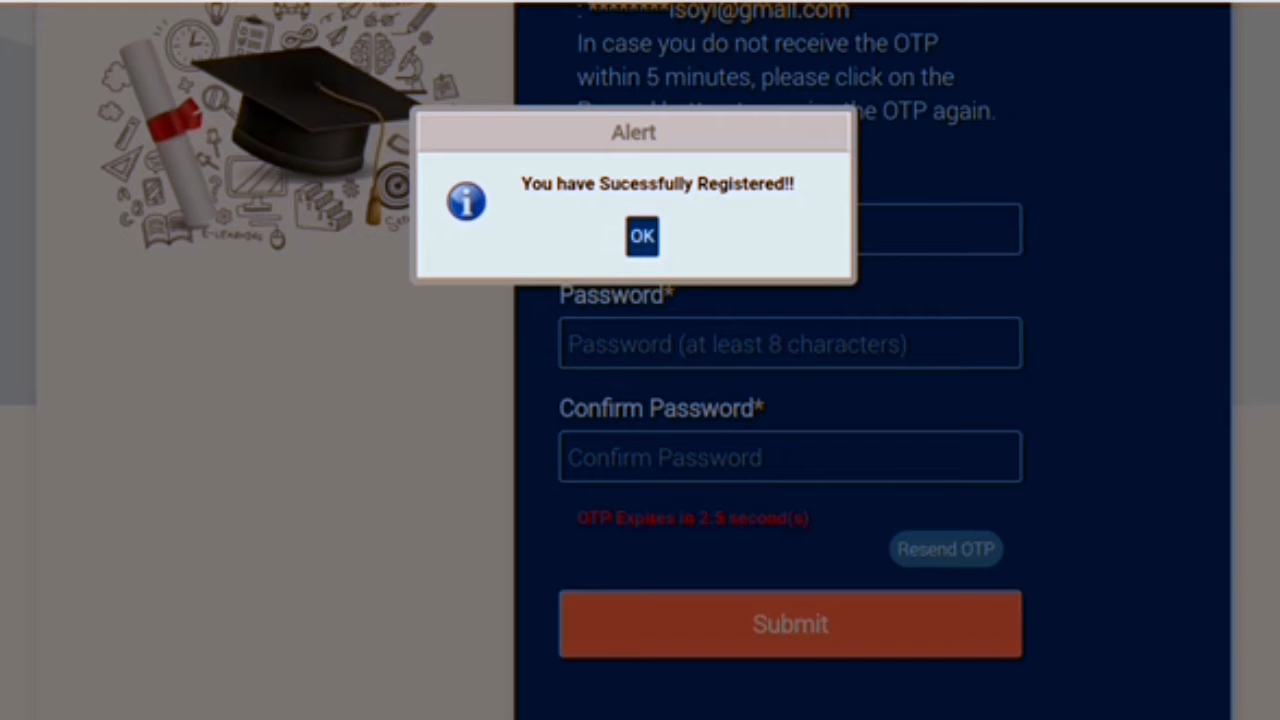 : ********isoyi@gmail.com
In case you do not receive the OTP
within 5 minutes, please click on the
the OTP again.
Alert
You have Sucessfully Registered!!
OK
E-LEARNING
Password*
Password (at least 8 characters)
Confirm Password*
Confirm Password
OTP Expires in 2:5 second(s)
Resend OTP
Submit